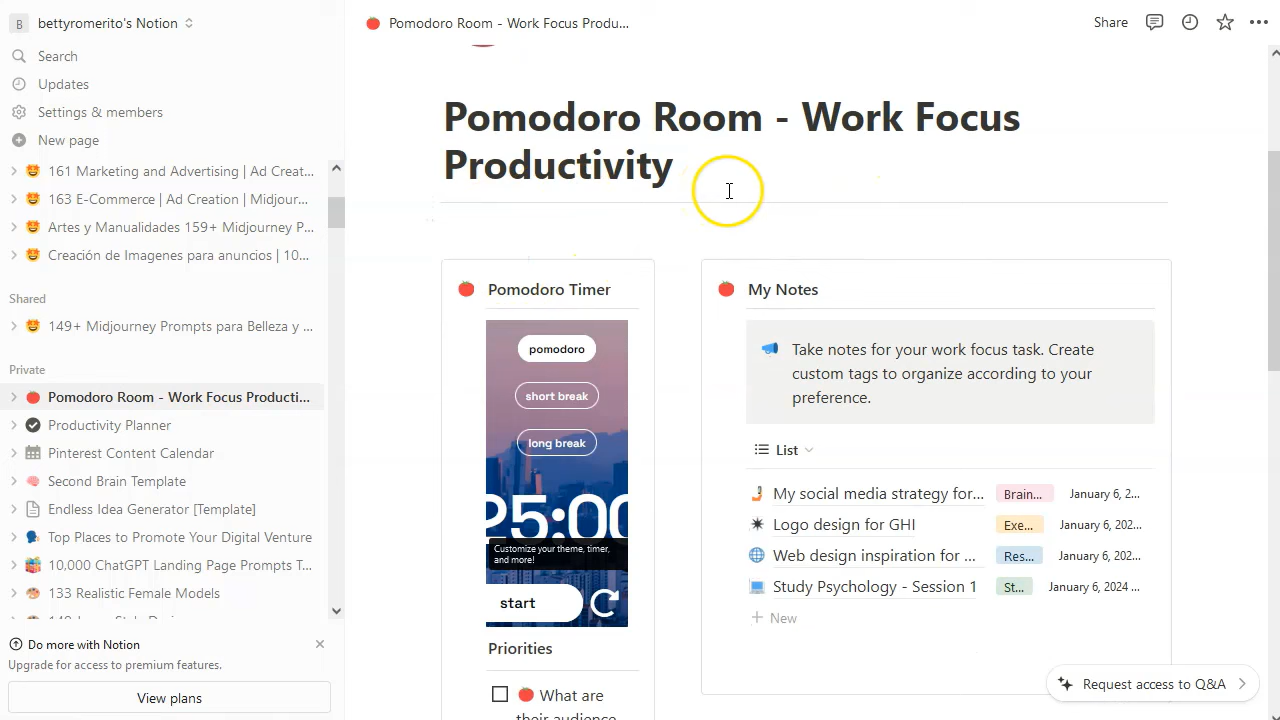 B bettyromerito's Notion
Pomodoro Room - Work Focus Produ...
Share
Search
Updates
Settings & members
New page
161 Marketing and Advertising | Ad Creat...
163 E-Commerce | Ad Creation | Midjour...
Artes y Manualidades 159+ Midjourney P...
Creación de Imagenes para anuncios | 10...
Shared
149+ Midjourney Prompts para Belleza y ...
Private
Pomodoro Room - Work Focus Producti...
Productivity Planner
Pinterest Content Calendar
Second Brain Template
Endless Idea Generator [Template]
Top Places to Promote Your Digital Venture
10,000 ChatGPT Landing Page Prompts T...
133 Realistic Female Models
Do more with Notion
Upgrade for access to premium features.
View plans
Pomodoro Room - Work Focus
Productivity
Pomodoro Timer
pomodoro
short break
long break
25:00
Customize your theme, timer,
and more!
start
Priorities
What are
their audience
My Notes
Take notes for your work focus task. Create
custom tags to organize according to your
preference.
List
My social media strategy for... Brain... January 6, 2...
Logo design for GHI Exe... January 6, 202...
Web design inspiration for ... Res... January 6, 202...
Study Psychology - Session 1 St... January 6, 2024 ...
New
Request access to Q&A